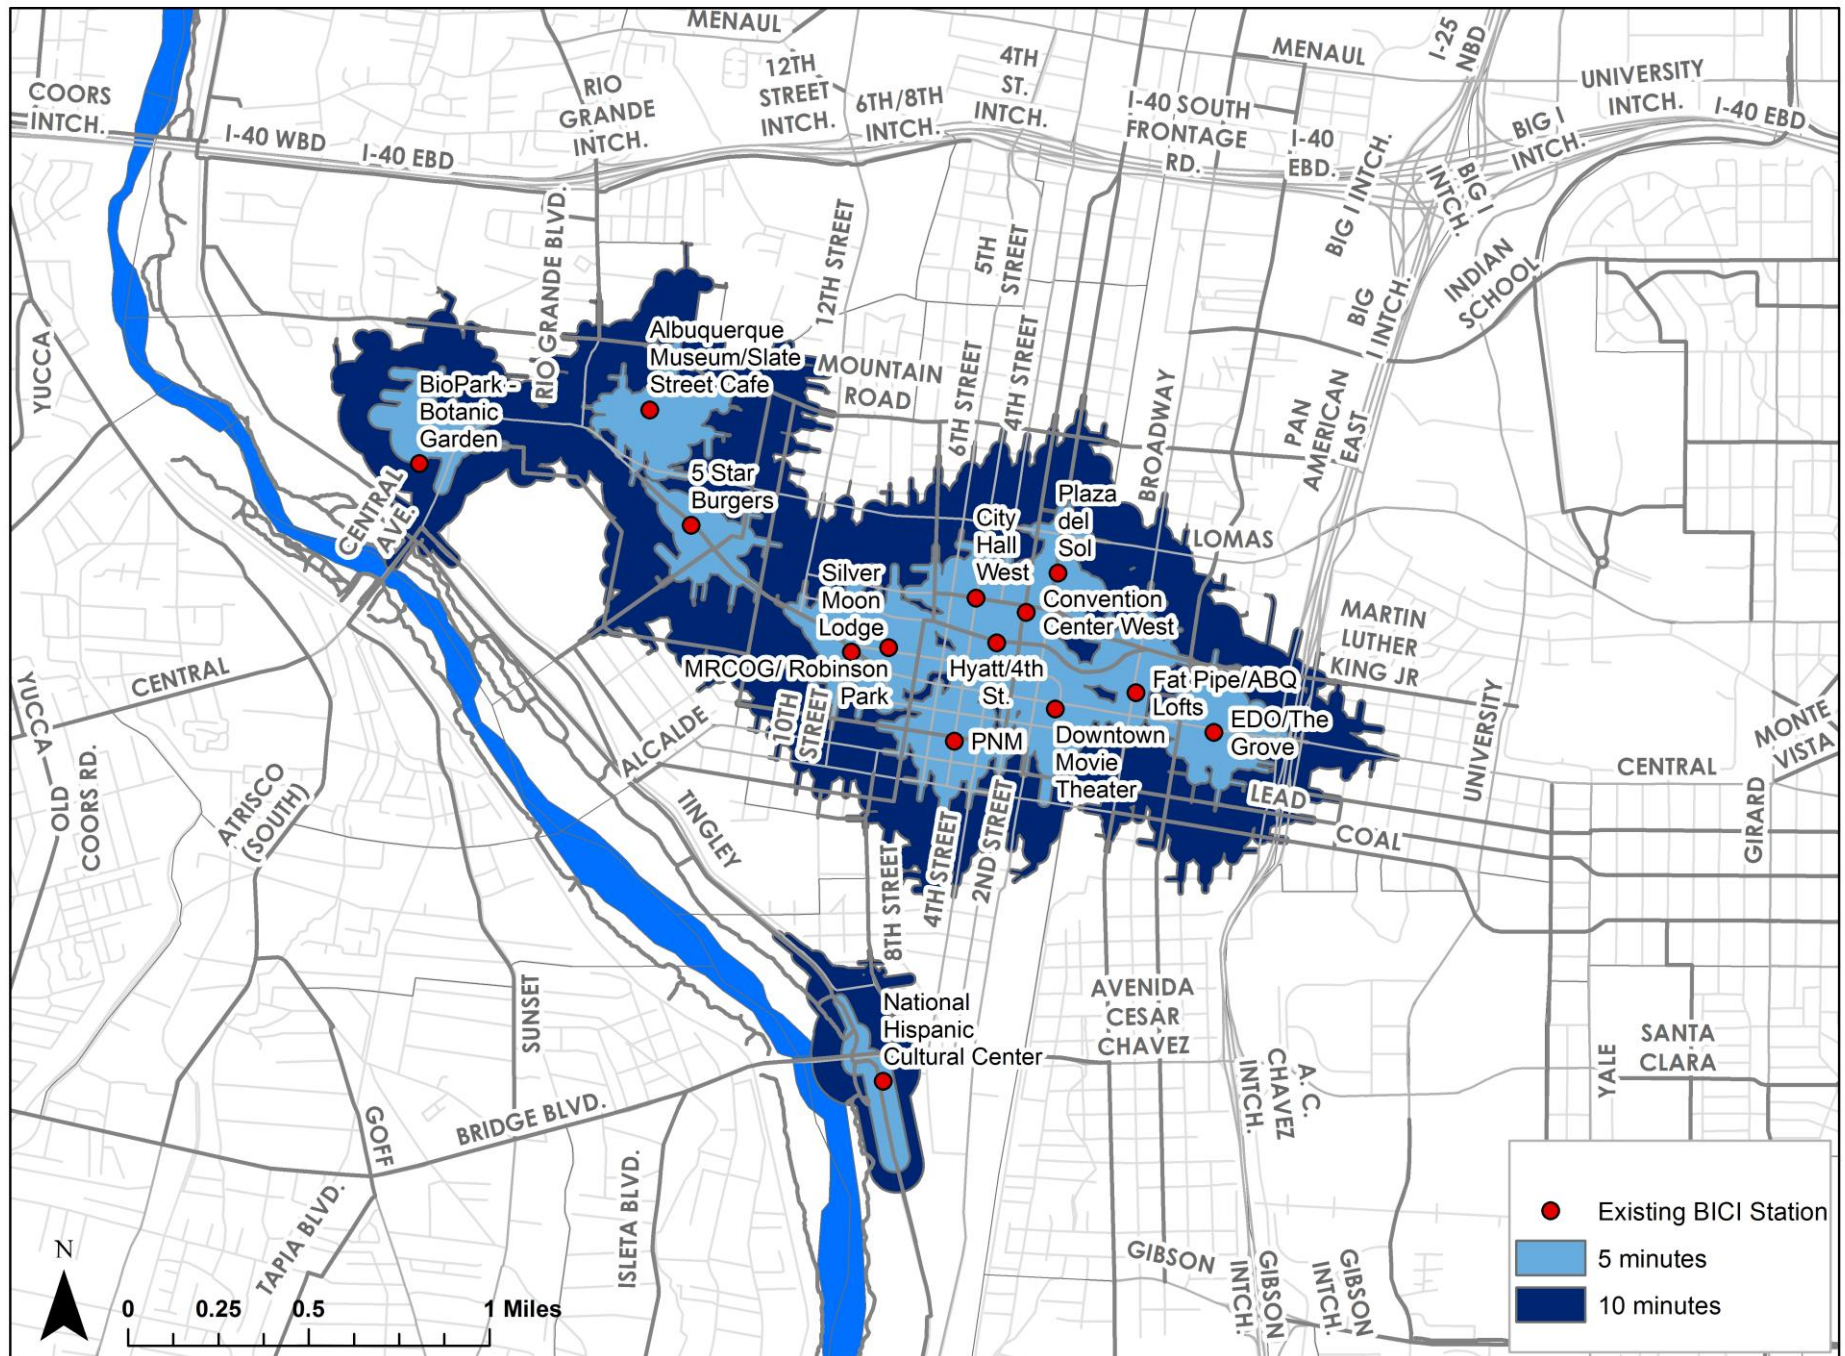 MENAUL
I-25
NBD
MENAUL
4TH
ST.
INTCH.
12TH
STREET
INTCH.
UNIVERSITY
INTCH.
RIO
GRANDE
INTCH.
6TH/8TH
INTCH.
COORS
INTCH.
I-40 SOUTH
FRONTAGE
RD.
I-40 EBD
BIG I
INTCH.
I-40 WBD
I-40 EBD
I-40
EBD.
BIG I INTCH.
BIG I
INTCH.
RIO GRANDE BLVD.
12TH STREET
5TH
STREET
INDIAN
SCHOOL
BIG
I INTCH.
YUCCA
Albuquerque
Museum/Slate
Street Cafe
MOUNTAIN
ROAD
6TH STREET
4TH STREET
BROADWAY
PAN
AMERICAN
EAST
BioPark -
Botanic
Garden
CENTRAL
AVE.
5 Star
Burgers
Plaza
del
Sol
City
Hall
West
LOMAS
Silver
Moon
Lodge
Convention
Center West
MARTIN
LUTHER
KING JR
MRCOG/ Robinson
Park
Hyatt/4th
St.
Fat Pipe/ABQ
Lofts
EDO/The
Grove
CENTRAL
YUCCA
10TH
STREET
ALCALDE
PNM
Downtown
Movie
Theater
UNIVERSITY
MONTE
VISTA
CENTRAL
OLD
COORS RD.
ATRISCO
(SOUTH)
TINGLEY
LEAD
COAL
GIRARD
8TH STREET
4TH STREET
2ND STREET
SUNSET
National
Hispanic
Cultural Center
AVENIDA
CESAR
CHAVEZ
A.C.
CHAVEZ
INTCH.
YALE
SANTA
CLARA
GOFF
BRIDGE BLVD.
TAPIA BLVD.
ISLETA BLVD.
GIBSON
GIBSON
INTCH.
GIBSON
INTCH.
Existing BICI Station
5 minutes
10 minutes
N
0 0.25 0.5 1 Miles